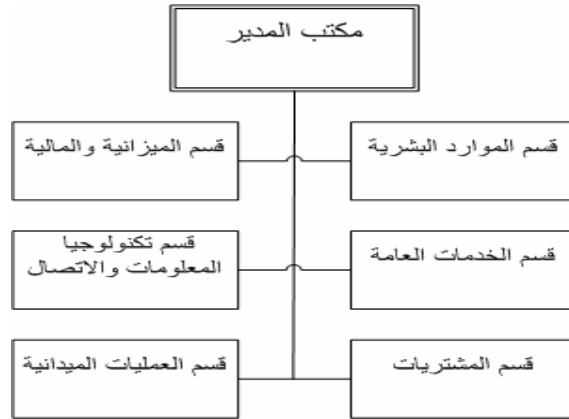 مكتب المدير
قسم الموارد البشرية
قسم الميزانية والمالية
قسم الخدمات العامة
قسم تكنولوجيا
المعلومات والاتصال
قسم المشتريات
قسم العمليات الميدانية